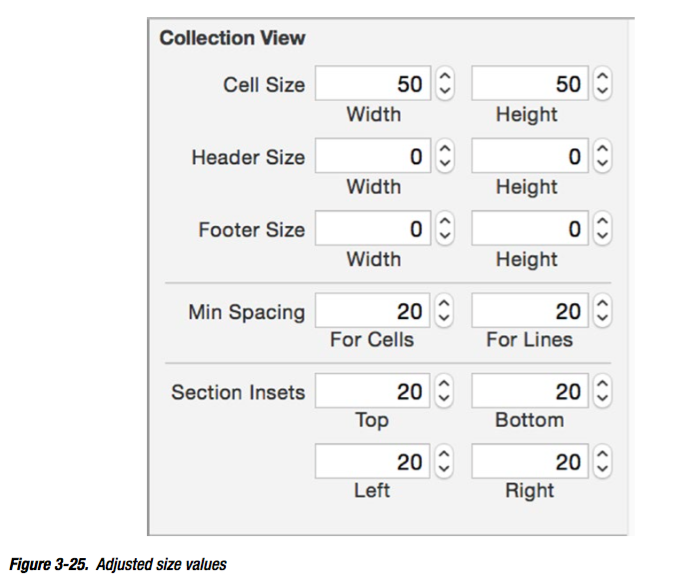 Collection View
Cell Size 50 50
Width Height
Header Size 0 0
Width Height
Footer Size 0 0
Width Height
Min Spacing 20 20
For Cells For Lines
Section Insets 20 20
Top Bottom
20 20
Left Right
Figure 3-25. Adjusted size values